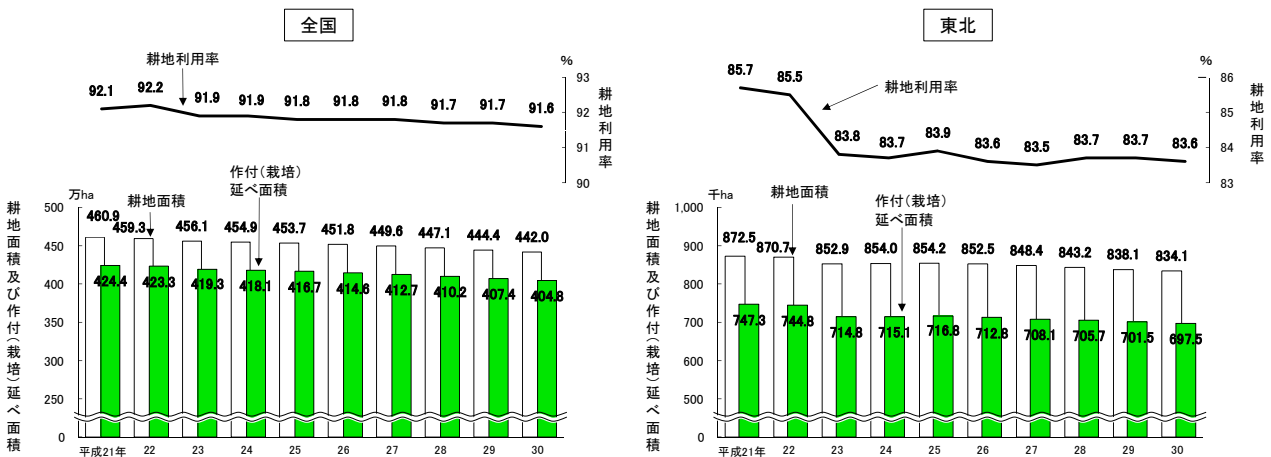 全国
耕地利用率
%
92.1 92.2 91.9 91.9 91.8 91.8 91.8 91.7 91.7 91.6
93
92
91
90
耕地利用率
万ha
耕地面積
作付(栽培)
延べ面積
耕地面積及び作付(栽培)延べ面積
500
450
400
350
300
250
0
460.9 459.3 456.1 454.9 453.7 451.8 449.6 447.1 444.4 442.0
424.4 423.3 419.3 418.1 416.7 414.6 412.7 410.2 407.4 404.8
平成21年 22 23 24 25 26 27 28 29 30
東北
%
85.7 85.5 83.8 83.7 83.9 83.6 83.5 83.7 83.7 83.6
耕地利用率
86
85
84
83
耕地利用率
千ha
耕地面積
作付(栽培)
延べ面積
耕地面積及び作付(栽培)延べ面積
1,000
900
800
700
600
500
0
872.5 870.7 852.9 854.0 854.2 852.5 848.4 843.2 838.1 834.1
747.3 744.8 714.8 715.1 716.8 712.8 708.1 705.7 701.5 697.5
平成21年 22 23 24 25 26 27 28 29 30